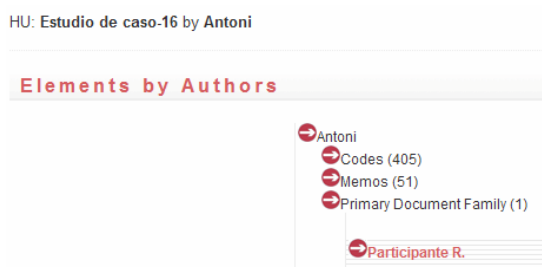 HU: Estudio de caso-16 by Antoni
Elements by Authors
Antoni
Codes (405)
Memos (51)
Primary Document Family (1)
Participante R.